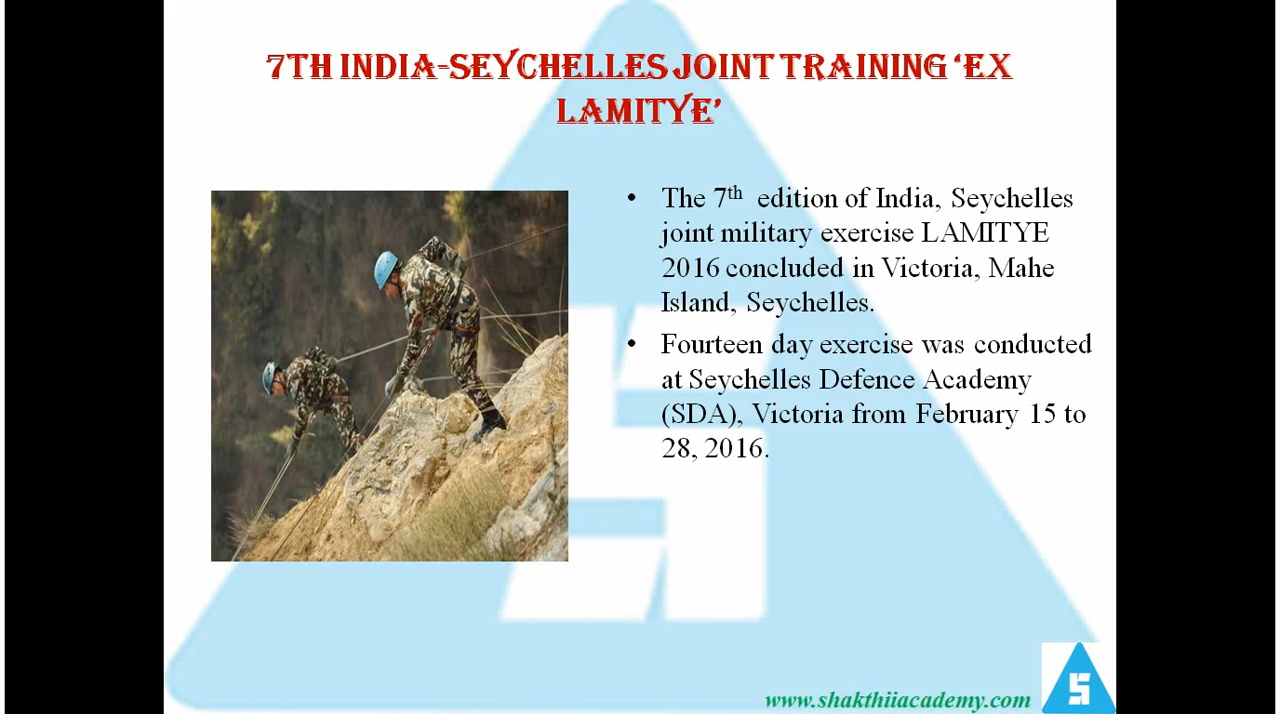 7TH INDIA-SEYCHELLES JOINT TRAINING ‘EX
LAMITYE’
• The 7th edition of India, Seychelles
joint military exercise LAMITYE
2016 concluded in Victoria, Mahe
Island, Seychelles.
• Fourteen day exercise was conducted
at Seychelles Defence Academy
(SDA), Victoria from February 15 to
28, 2016.
www.shakthiiacademy.com